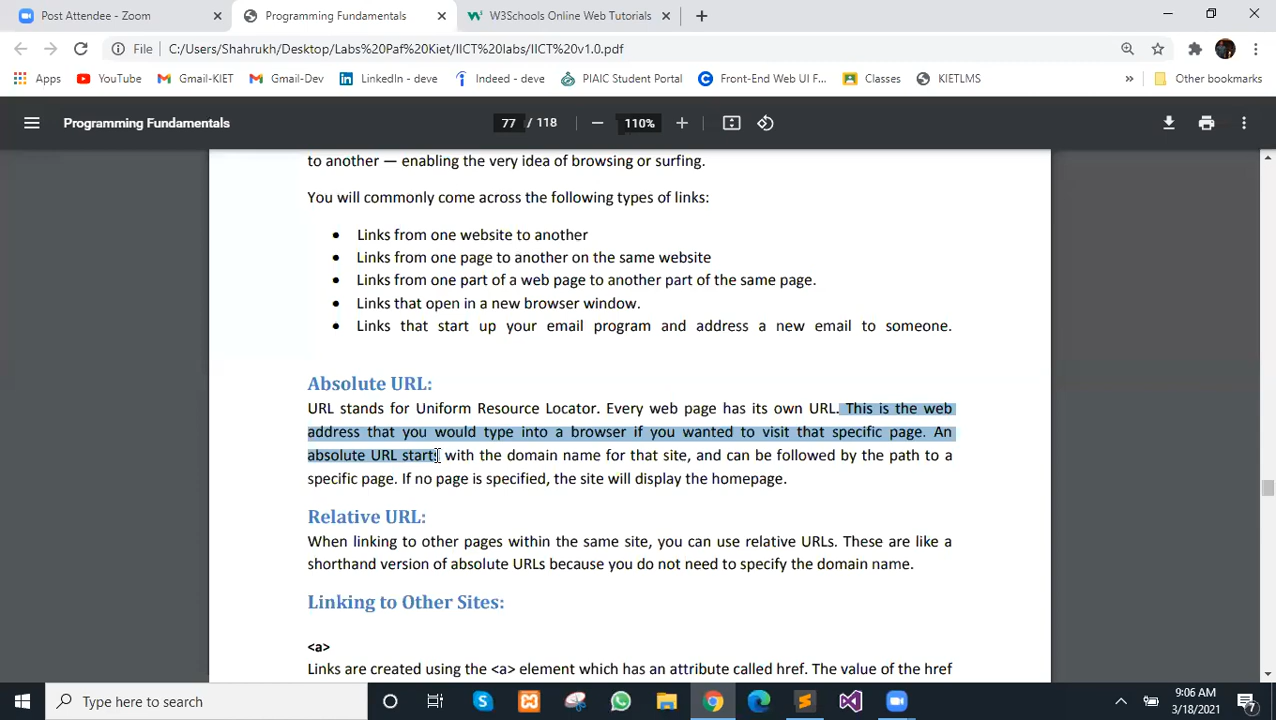 Post Attendee - Zoom
Programming Fundamentals
W3Schools Online Web Tutorials
File
C:/Users/Shahrukh/Desktop/Labs%20Paf%20Kiet/IICT%20labs/IICT%20v1.0.pdf
Apps
YouTube
Gmail-KIET
Gmail-Dev
LinkedIn - deve
Indeed - deve
PIAIC Student Portal
Front-End Web UI F...
Classes
KIETLMS
»
Other bookmarks
Programming Fundamentals
77 / 118
110%
to another — enabling the very idea of browsing or surfing.
You will commonly come across the following types of links:
• Links from one website to another
• Links from one page to another on the same website
• Links from one part of a web page to another part of the same page.
• Links that open in a new browser window.
• Links that start up your email program and address a new email to someone.
Absolute URL:
URL stands for Uniform Resource Locator. Every web page has its own URL. This is the web
address that you would type into a browser if you wanted to visit that specific page. An
absolute URL starts with the domain name for that site, and can be followed by the path to a
specific page. If no page is specified, the site will display the homepage.
Relative URL:
When linking to other pages within the same site, you can use relative URLs. These are like a
shorthand version of absolute URLs because you do not need to specify the domain name.
Linking to Other Sites:
<a>
Links are created using the <a> element which has an attribute called href. The value of the href
Type here to search
9:06 AM
3/18/2021
7